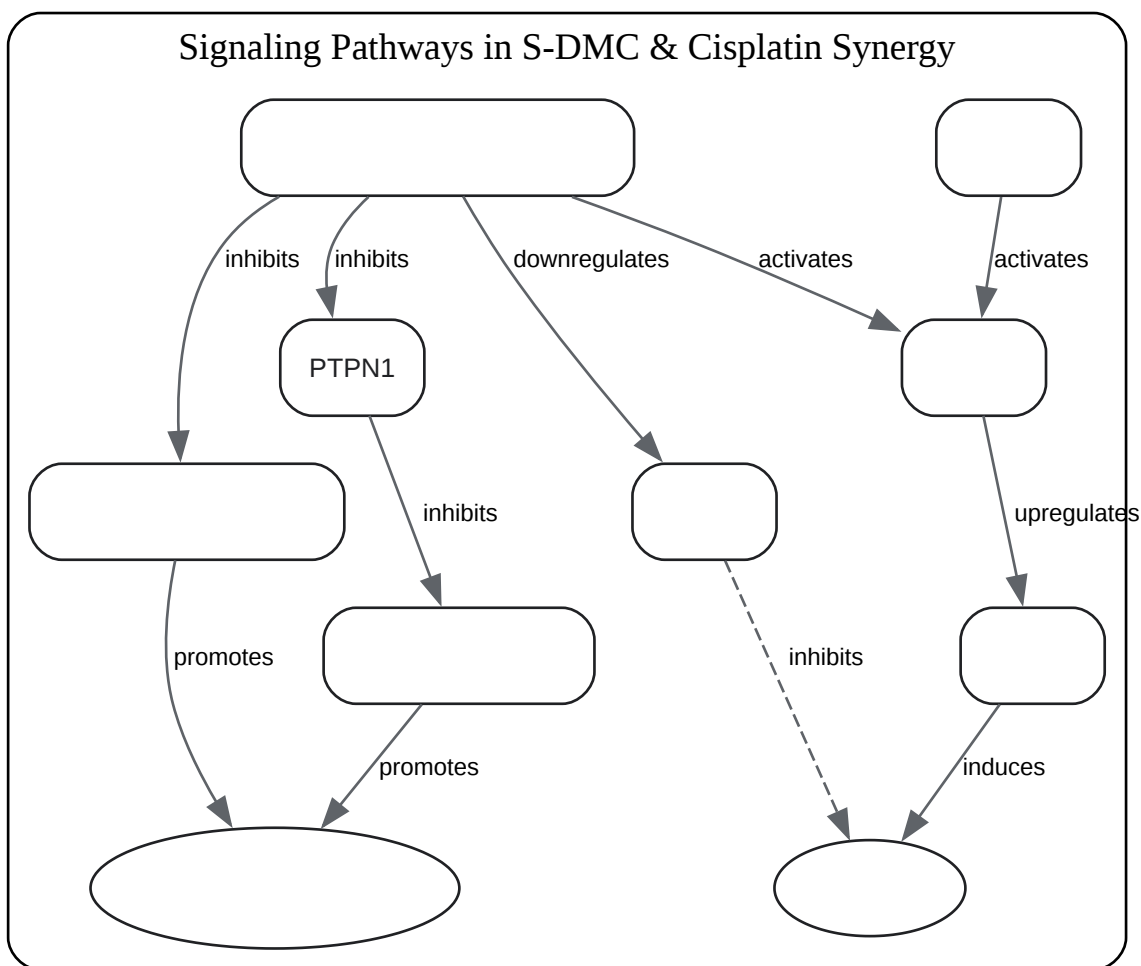 Signaling Pathways in S-DMC & Cisplatin Synergy
inhibits
inhibits
downregulates
activates
activates
PTPN1
inhibits
upregulates
promotes
inhibits
promotes
induces